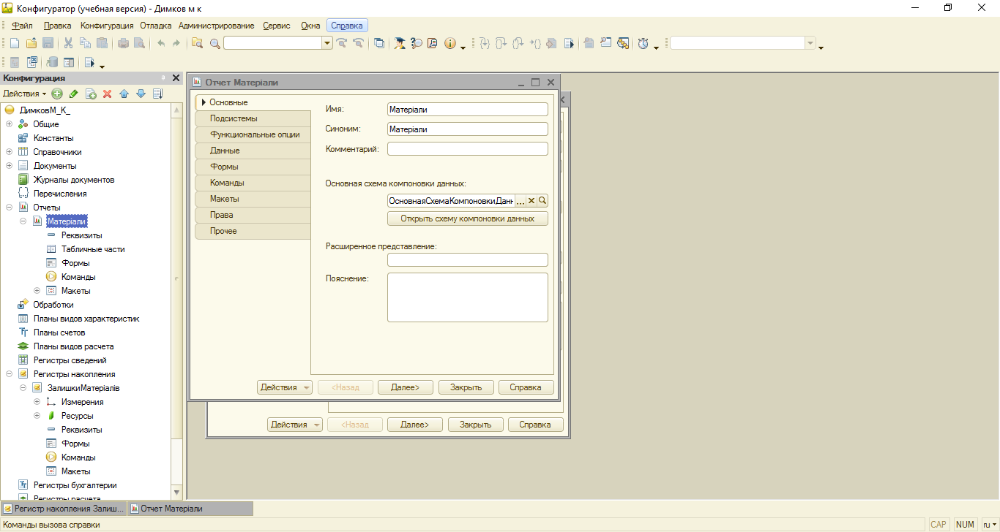 Конфигуратор (учебная версия) - Димков м к
Файл Правка Конфигурация Отладка Администрирование Сервис Окна Справка
Конфигурация
Действия
ДимковМ_К_
Общие
Константы
Справочники
Документы
Журналы документов
Перечисления
Отчеты
Матеріали
Реквизиты
Табличные части
Формы
Команды
Макеты
Обработки
Планы видов характеристик
Планы счетов
Планы видов расчета
Регистры сведений
Регистры накопления
ЗалишкиМатеріалів
Измерения
Ресурсы
Реквизиты
Формы
Команды
Макеты
Регистры бухгалтерии
Регистры расчета
Отчет Матеріали
Основные
Подсистемы
Функциональные опции
Данные
Формы
Команды
Макеты
Права
Прочее
Имя: Матеріали
Синоним: Матеріали
Комментарий:
Основная схема компоновки данных:
ОсновнаяСхемаКомпоновкиДанн ...
Открыть схему компоновки данных
Расширенное представление:
Пояснение:
Действия <Назад Далее> Закрыть Справка
Действия <Назад Далее> Закрыть Справка
Регистр накопления Залиш... Отчет Матеріали
Команды вызова справки CAP NUM ru